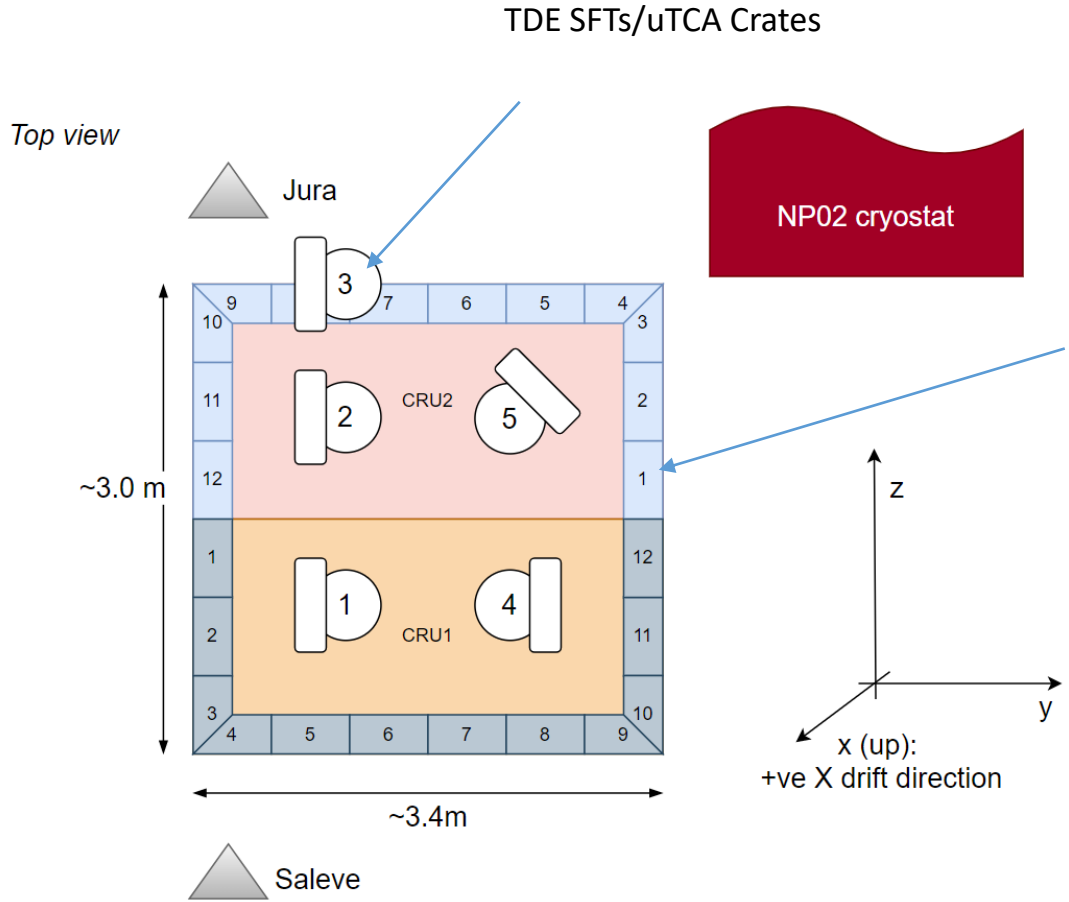 TDE SFTs/uTCA Crates
Top view
Jura
NP02 cryostat
3
9
7
6
5
4
10
3
11
2
CRU2
5
2
12
1
~3.0 m
z
1
12
1
4
2
CRU1
11
3
10
4
5
6
7
8
9
y
x (up):
+ve X drift direction
~3.4m
Saleve